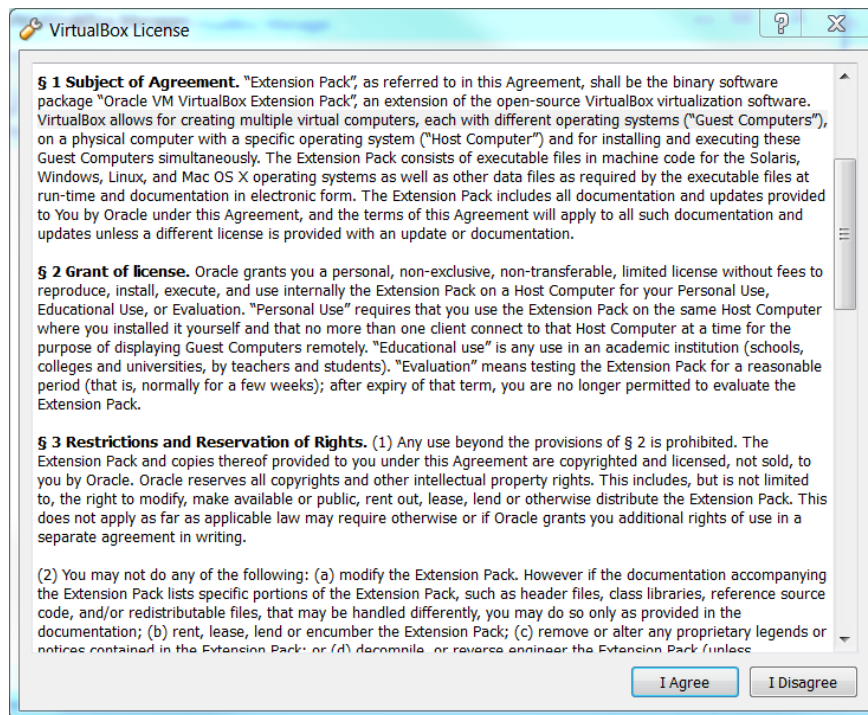 VirtualBox License
§ 1 Subject of Agreement. “Extension Pack”, as referred to in this Agreement, shall be the binary software
package “Oracle VM VirtualBox Extension Pack”, an extension of the open-source VirtualBox virtualization software.
VirtualBox allows for creating multiple virtual computers, each with different operating systems (“Guest Computers”),
on a physical computer with a specific operating system (“Host Computer”) and for installing and executing these
Guest Computers simultaneously. The Extension Pack consists of executable files in machine code for the Solaris,
Windows, Linux, and Mac OS X operating systems as well as other data files as required by the executable files at
run-time and documentation in electronic form. The Extension Pack includes all documentation and updates provided
to You by Oracle under this Agreement, and the terms of this Agreement will apply to all such documentation and
updates unless a different license is provided with an update or documentation.
§ 2 Grant of license. Oracle grants you a personal, non-exclusive, non-transferable, limited license without fees to
reproduce, install, execute, and use internally the Extension Pack on a Host Computer for your Personal Use,
Educational Use, or Evaluation. “Personal Use” requires that you use the Extension Pack on the same Host Computer
where you installed it yourself and that no more than one client connect to that Host Computer at a time for the
purpose of displaying Guest Computers remotely. “Educational use” is any use in an academic institution (schools,
colleges and universities, by teachers and students). “Evaluation” means testing the Extension Pack for a reasonable
period (that is, normally for a few weeks); after expiry of that term, you are no longer permitted to evaluate the
Extension Pack.
§ 3 Restrictions and Reservation of Rights. (1) Any use beyond the provisions of § 2 is prohibited. The
Extension Pack and copies thereof provided to you under this Agreement are copyrighted and licensed, not sold, to
you by Oracle. Oracle reserves all copyrights and other intellectual property rights. This includes, but is not limited
to, the right to modify, make available or public, rent out, lease, lend or otherwise distribute the Extension Pack. This
does not apply as far as applicable law may require otherwise or if Oracle grants you additional rights of use in a
separate agreement in writing.
(2) You may not do any of the following: (a) modify the Extension Pack. However if the documentation accompanying
the Extension Pack lists specific portions of the Extension Pack, such as header files, class libraries, reference source
code, and/or redistributable files, that may be handled differently, you may do so only as provided in the
documentation; (b) rent, lease, lend or encumber the Extension Pack; (c) remove or alter any proprietary legends or
notices contained in the Extension Pack; or (d) decompile, or reverse engineer the Extension Pack (unless
I Agree
I Disagree